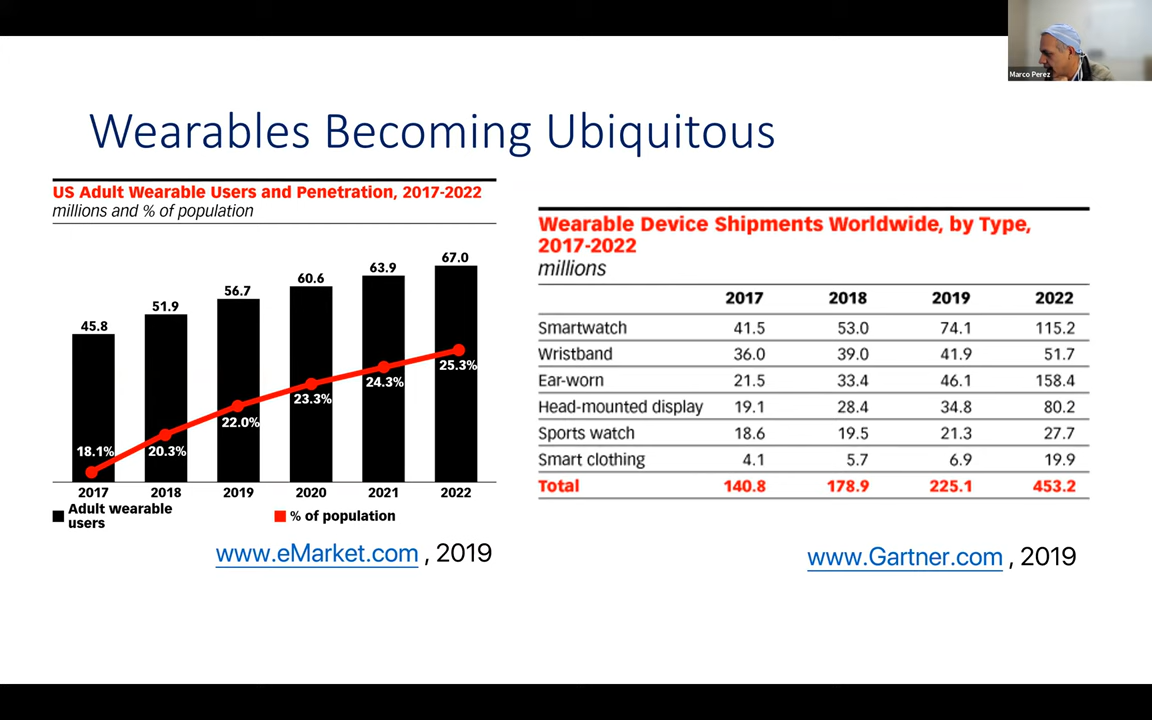 Marco Perez
Wearables Becoming Ubiquitous
US Adult Wearable Users and Penetration, 2017-2022
millions and % of population
67.0
63.9
60.6
56.7
51.9
45.8
25.3%
24.3%
23.3%
22.0%
18.1% 20.3%
2017 2018 2019 2020 2021 2022
Adult wearable
users
% of population
www.eMarket.com , 2019
Wearable Device Shipments Worldwide, by Type,
2017-2022
millions
2017 2018 2019 2022
Smartwatch 41.5 53.0 74.1 115.2
Wristband 36.0 39.0 41.9 51.7
Ear-worn 21.5 33.4 46.1 158.4
Head-mounted display 19.1 28.4 34.8 80.2
Sports watch 18.6 19.5 21.3 27.7
Smart clothing 4.1 5.7 6.9 19.9
Total 140.8 178.9 225.1 453.2
www.Gartner.com , 2019